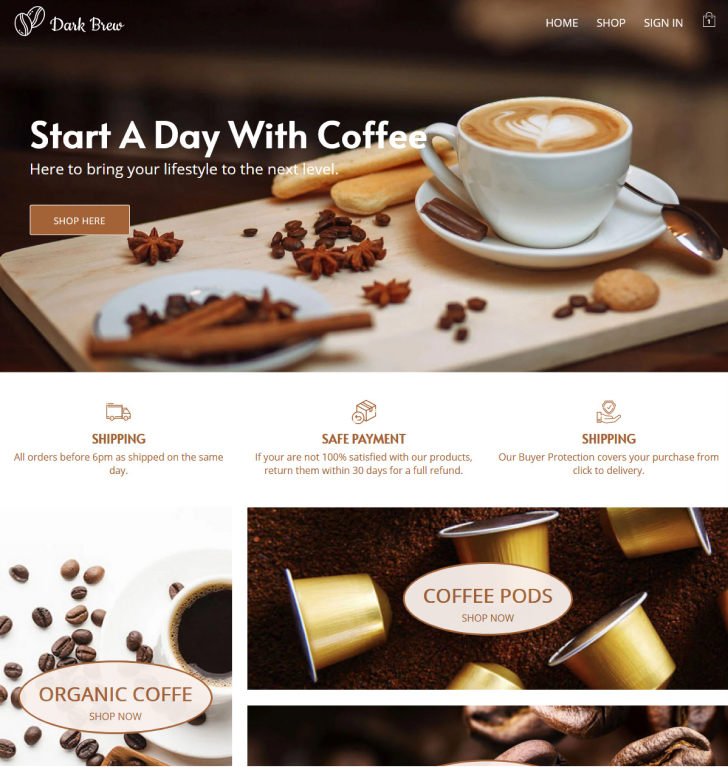 Dark Brew
HOME SHOP SIGN IN 1
Start A Day With Coffee
Here to bring your lifestyle to the next level.
SHOP HERE
SHIPPING
All orders before 6pm as shipped on the same
day.
SAFE PAYMENT
If your are not 100% satisfied with our products,
return them within 30 days for a full refund.
SHIPPING
Our Buyer Protection covers your purchase from
click to delivery.
ORGANIC COFFE
SHOP NOW
COFFEE PODS
SHOP NOW